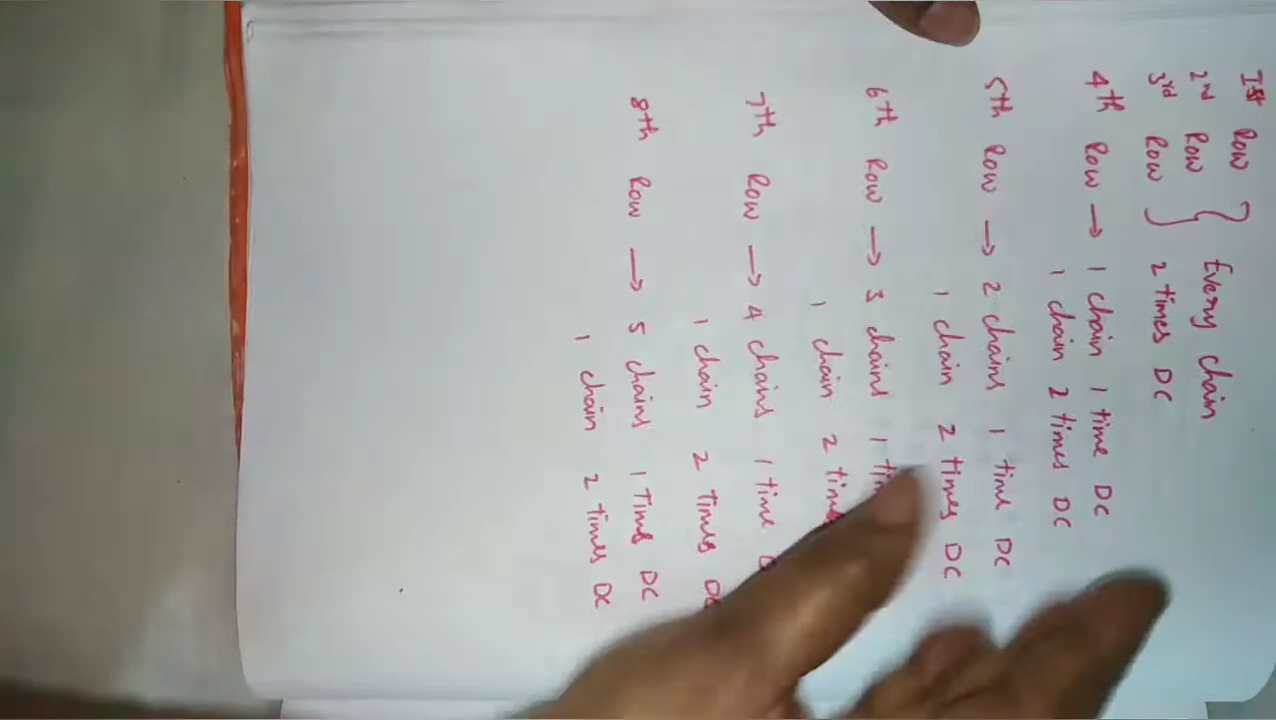 Ist Row
2nd Row } Every chain
3rd Row } 2 times DC
4th Row → 1 chain 1 time DC
1 chain 2 times DC
5th Row → 2 chains 1 time DC
1 chain 2 times DC
6th Row → 3 chains 1
1 chain 2
7th Row → 4 chains 1 time
1 chain 2 times
8th Row → 5 chains 1 Time DC
1 chain 2 times DC